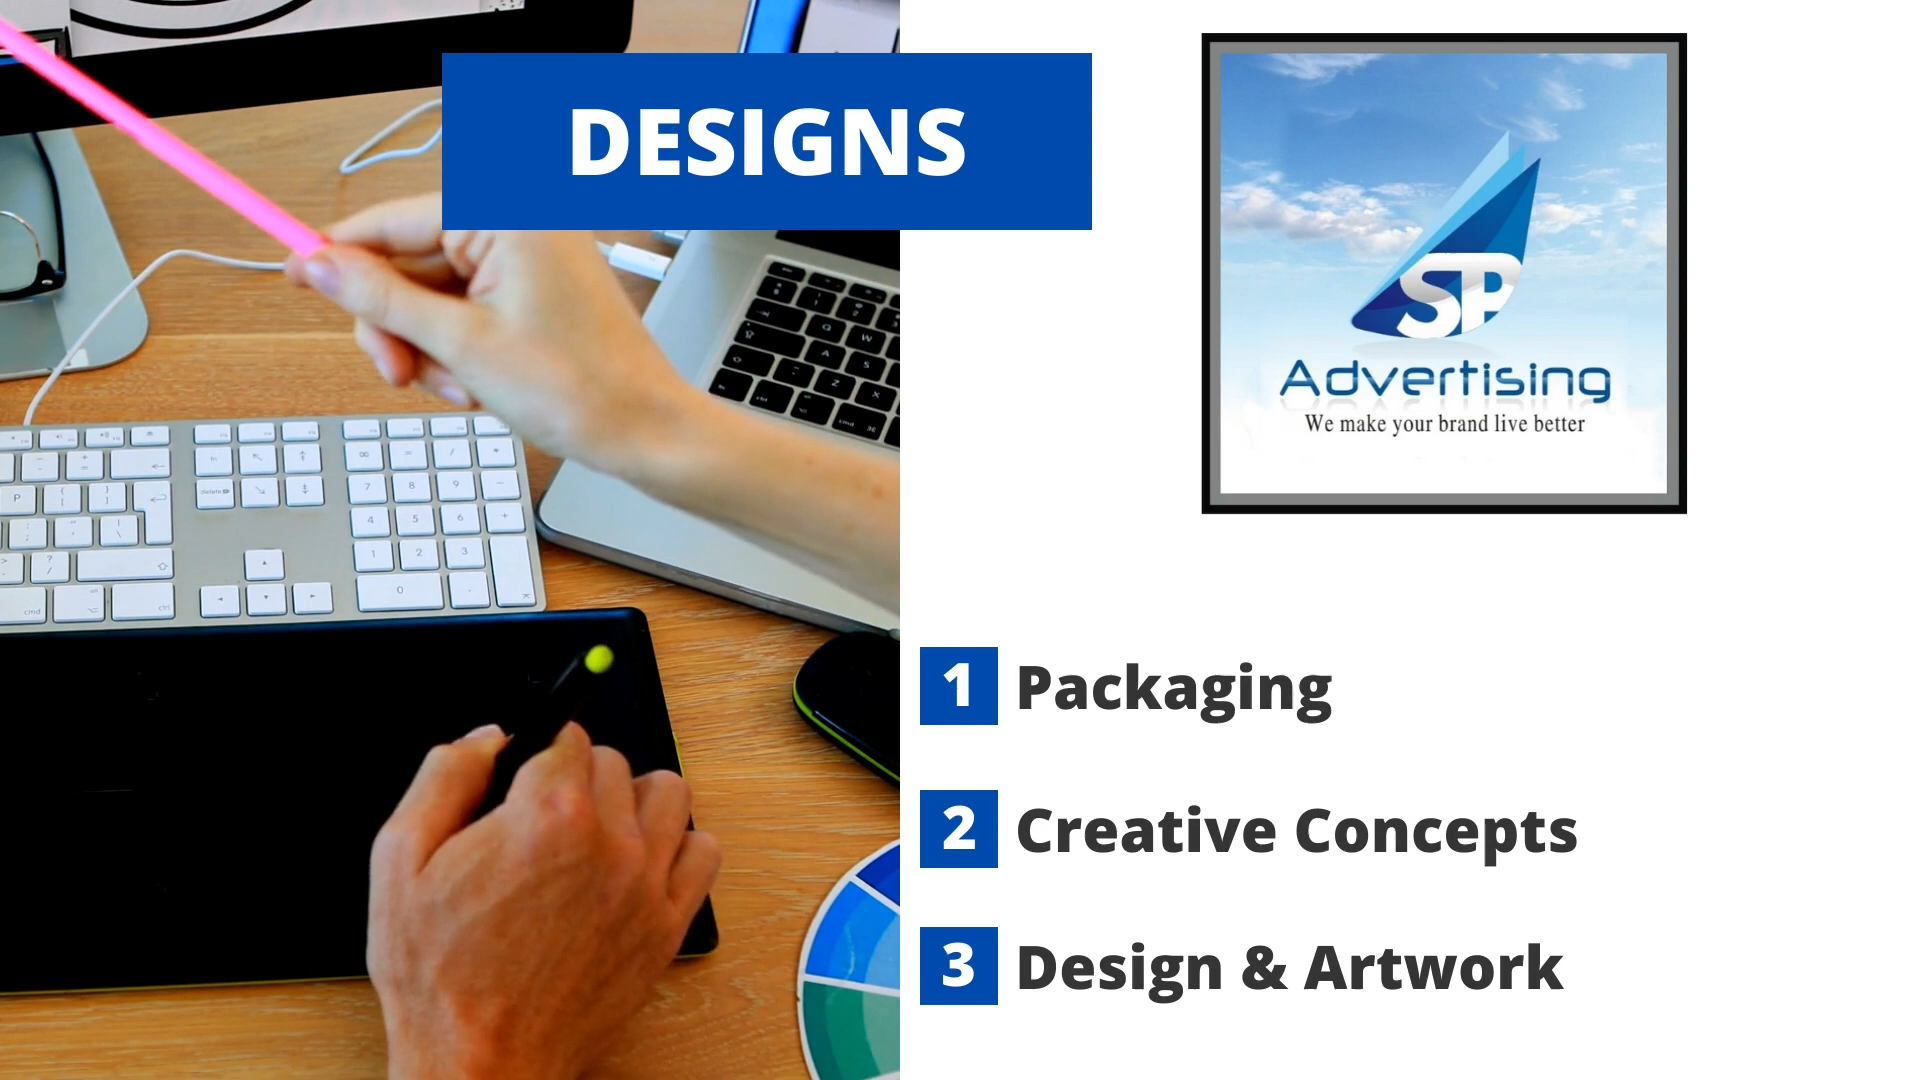 DESIGNS
SP
Advertising
We make your brand live better
1 Packaging
2 Creative Concepts
3 Design & Artwork